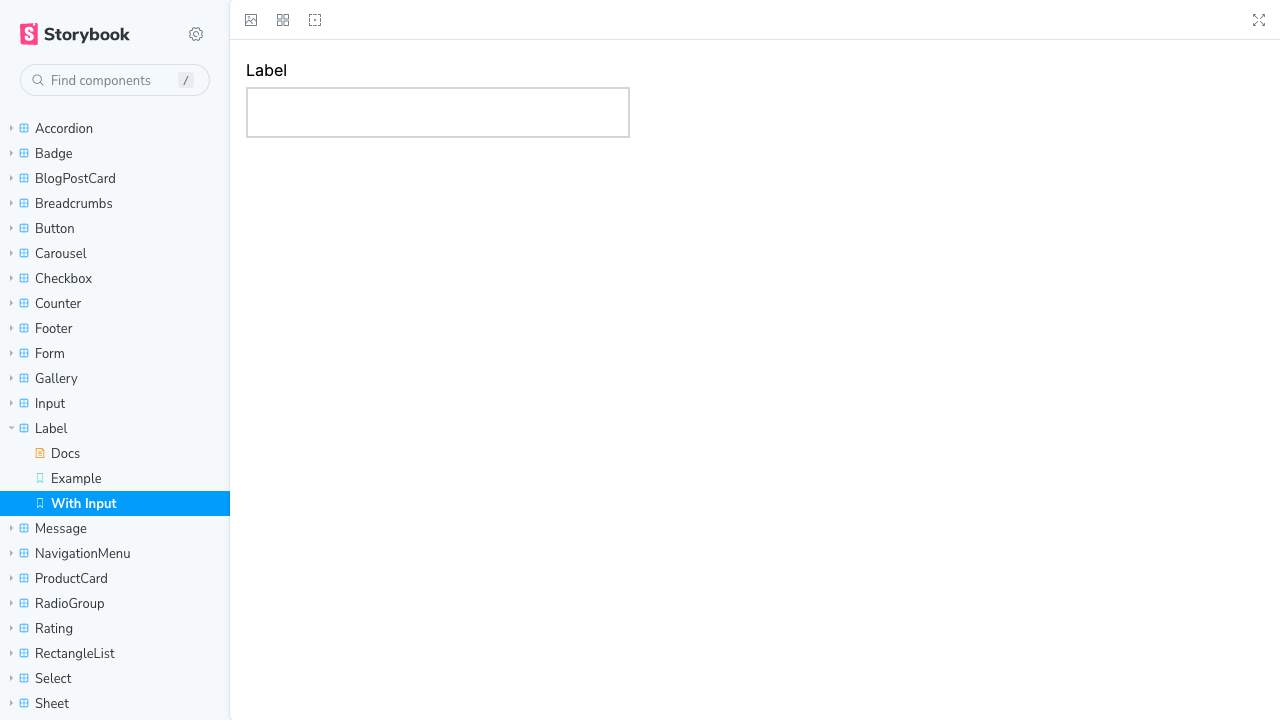 Storybook
Find components
/
Accordion
Badge
BlogPostCard
Breadcrumbs
Button
Carousel
Checkbox
Counter
Footer
Form
Gallery
Input
Label
Docs
Example
With Input
Message
NavigationMenu
ProductCard
RadioGroup
Rating
RectangleList
Select
Sheet
Label